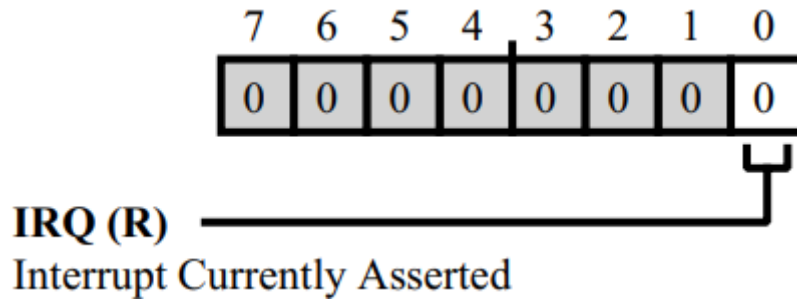 7 6 5 4 3 2 1 0
0 0 0 0 0 0 0 0
IRQ (R)
Interrupt Currently Asserted